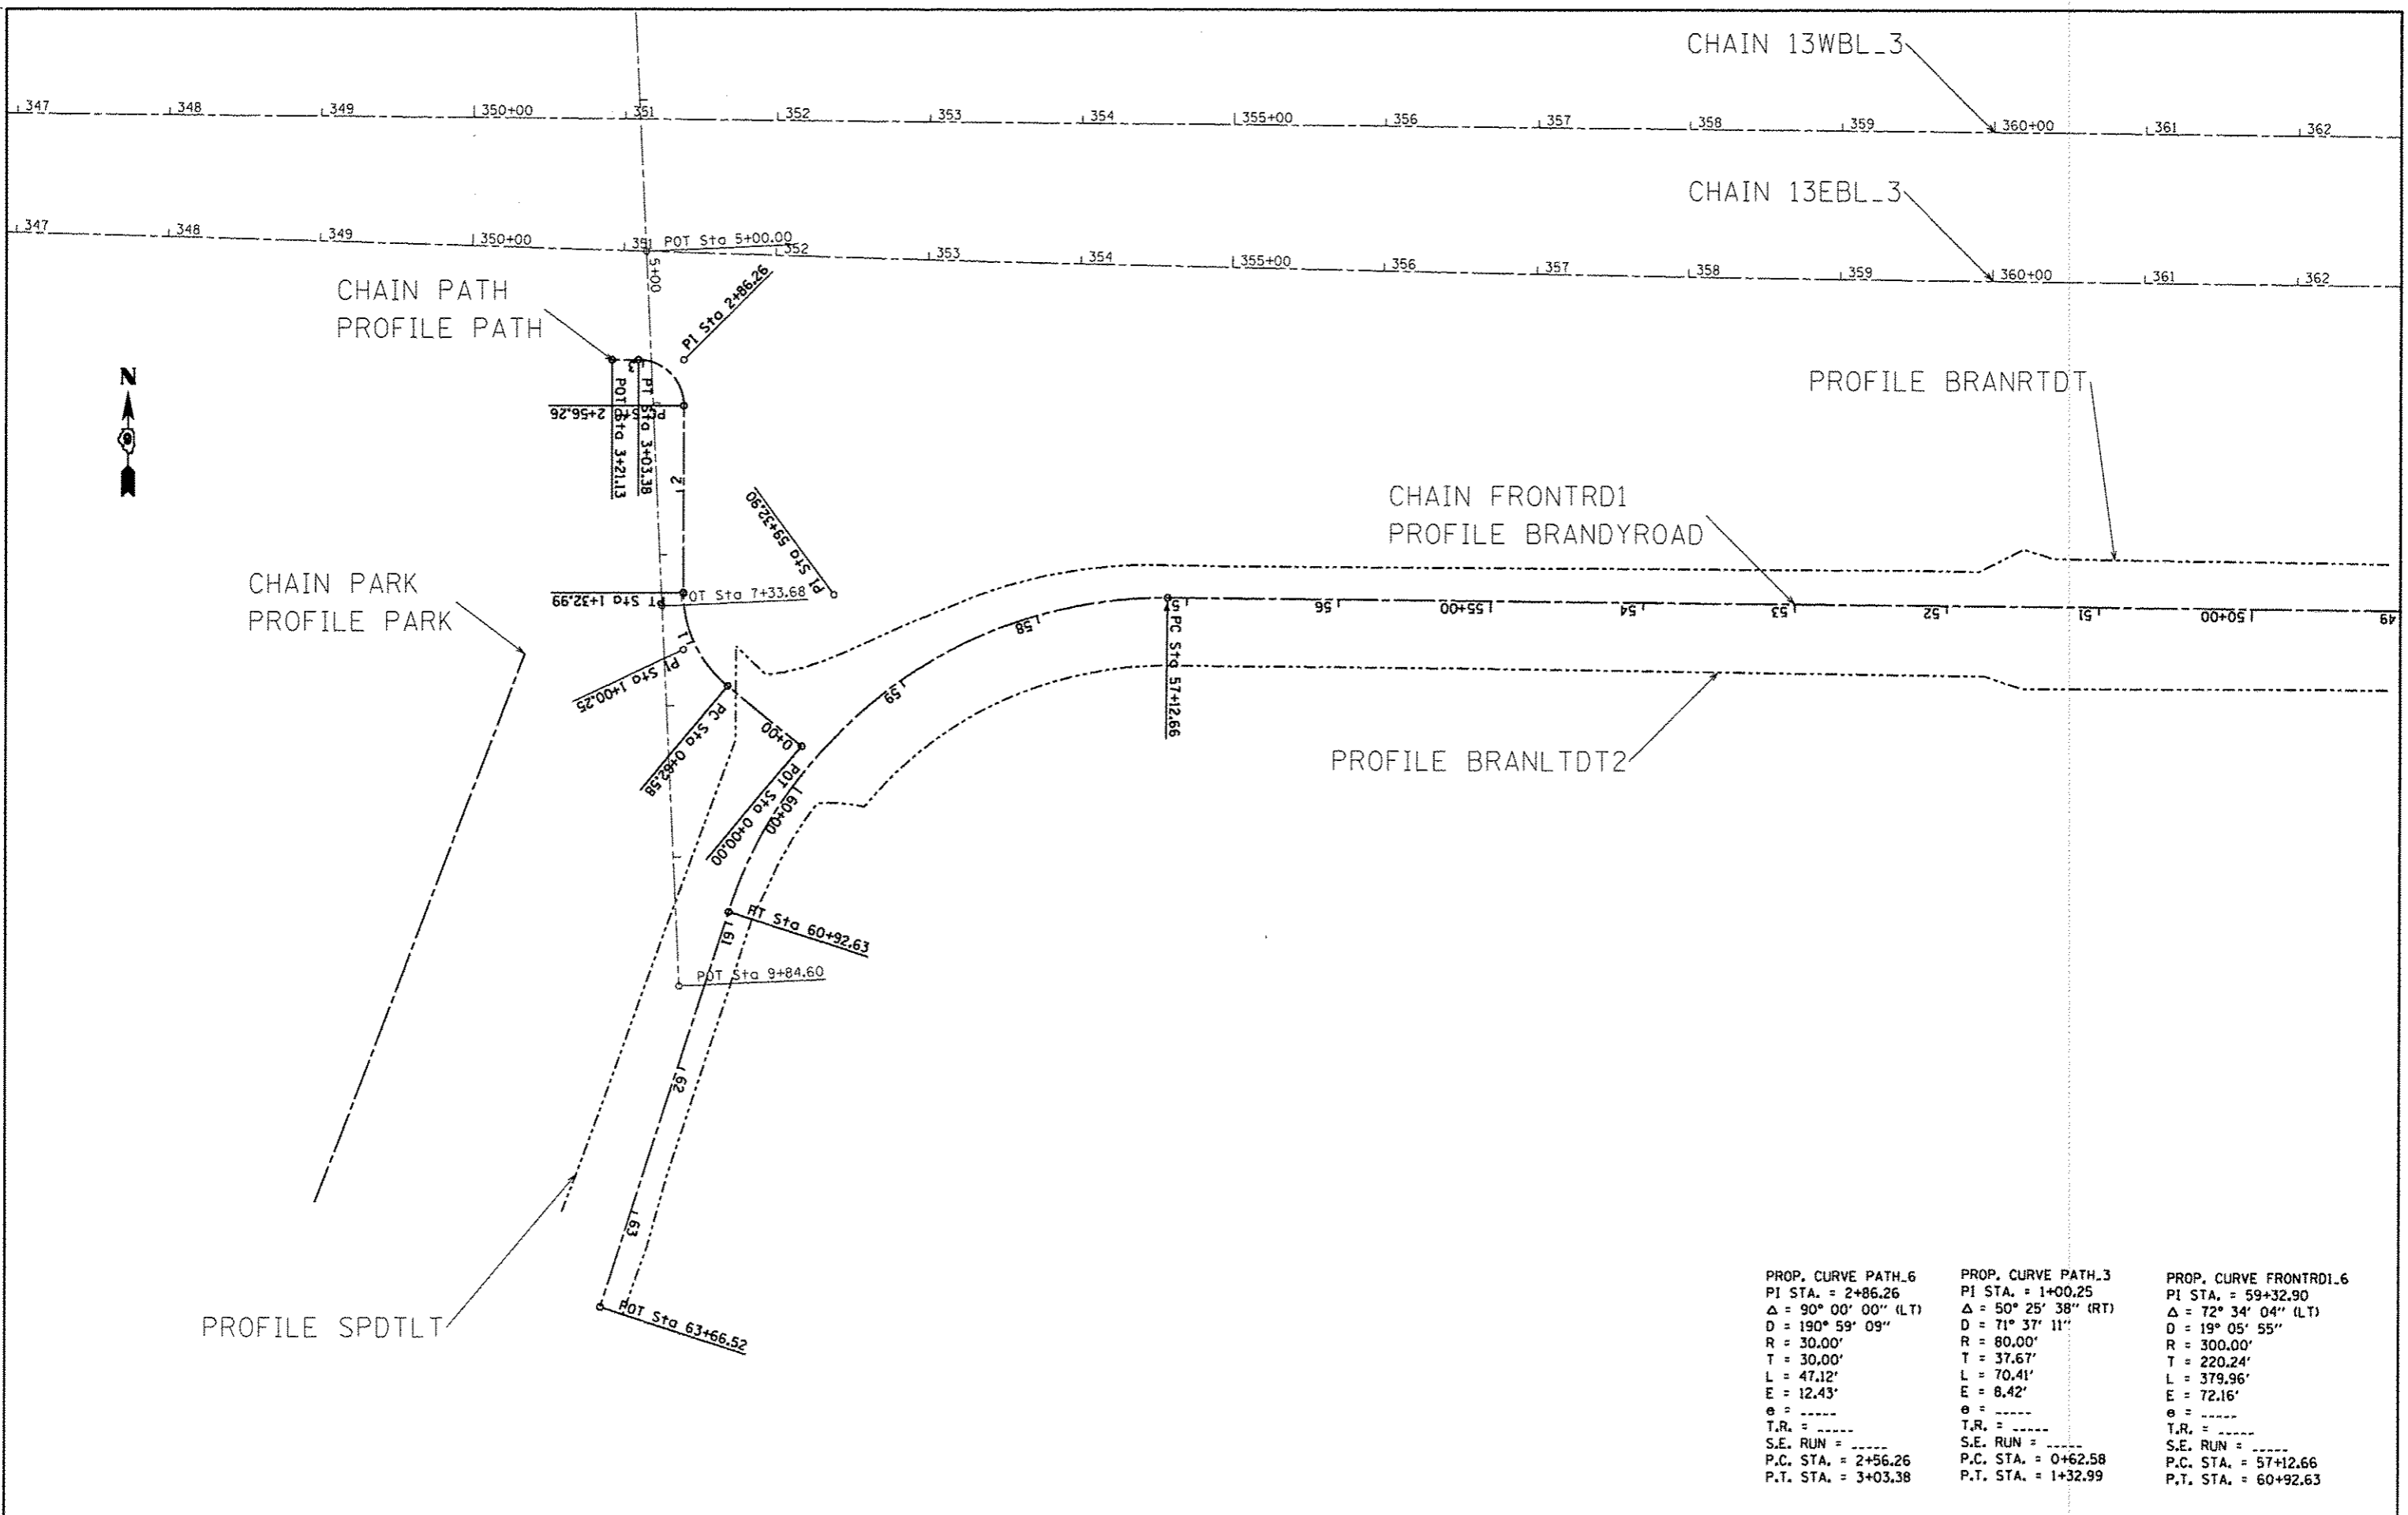 CHAIN 13WBL_3
347 348 349 350+00 351 352 353 354 355+00 356 357 358 359 360+00 361 362
CHAIN 13EBL_3
347 348 349 350+00 351 352 353 354 355+00 356 357 358 359 360+00 361 362
POT Sta 5+00.00
5+00
CHAIN PATH
PROFILE PATH
PI Sta 2+86.26
N
3
PC Sta 2+56.26
POT Sta 3+21.13
PT Sta 3+03.38
2
PROFILE BRANRTDT
CHAIN FRONTRD1
PROFILE BRANDYROAD
PI Sta 59+32.90
CHAIN PARK
PROFILE PARK
PT Sta 1+32.99
POT Sta 7+33.68
1
PI Sta 1+00.25
58 57 56 55+00 54 53 52 51 50+00 49
PC Sta 57+12.66
59
PC Sta 0+62.58
0+00
POT Sta 0+00.00
60+00
PROFILE BRANLTDT2
PT Sta 60+92.63
61
POT Sta 9+84.60
62
63
POT Sta 63+66.52
PROFILE SPDTLT
PROP. CURVE PATH_6
PI STA. = 2+86.26
Δ = 90° 00' 00" (LT)
D = 190° 59' 09"
R = 30.00'
T = 30.00'
L = 47.12'
E = 12.43'
e = -----
T.R. = -----
S.E. RUN = -----
P.C. STA. = 2+56.26
P.T. STA. = 3+03.38
PROP. CURVE PATH_3
PI STA. = 1+00.25
Δ = 50° 25' 38" (RT)
D = 71° 37' 11"
R = 80.00'
T = 37.67'
L = 70.41'
E = 8.42'
e = -----
T.R. = -----
S.E. RUN = -----
P.C. STA. = 0+62.58
P.T. STA. = 1+32.99
PROP. CURVE FRONTRD1_6
PI STA. = 59+32.90
Δ = 72° 34' 04" (LT)
D = 19° 05' 55"
R = 300.00'
T = 220.24'
L = 379.96'
E = 72.16'
e = -----
T.R. = -----
S.E. RUN = -----
P.C. STA. = 57+12.66
P.T. STA. = 60+92.63